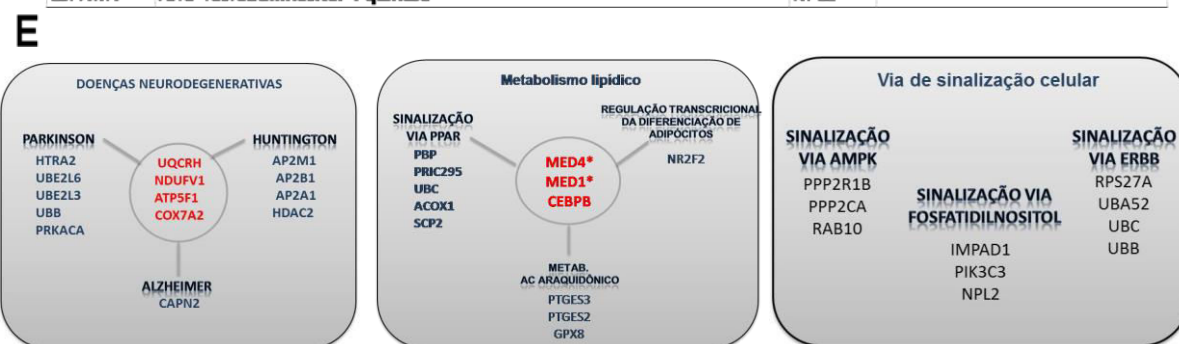 E
DOENÇAS NEURODEGENERATIVAS
PARKINSON
HTRA2
UBE2L6
UBE2L3
UBB
PRKACA
UQCRH
NDUFV1
ATP5F1
COX7A2
HUNTINGTON
AP2M1
AP2B1
AP2A1
HDAC2
ALZHEIMER
CAPN2
Metabolismo lipídico
SINALIZAÇÃO
VIA PPAR
PBP
PRIC295
UBC
ACOX1
SCP2
MED4*
MED1*
CEBPB
REGULAÇÃO TRANSCRICIONAL
DA DIFERENCIAÇÃO DE
ADIPÓCITOS
NR2F2
METAB.
AC ARAQUIDÔNICO
PTGES3
PTGES2
GPX8
Via de sinalização celular
SINALIZAÇÃO
VIA AMPK
PPP2R1B
PPP2CA
RAB10
SINALIZAÇÃO VIA
FOSFATIDILNOSITOL
IMPAD1
PIK3C3
NPL2
SINALIZAÇÃO
VIA ERBB
RPS27A
UBA52
UBC
UBB